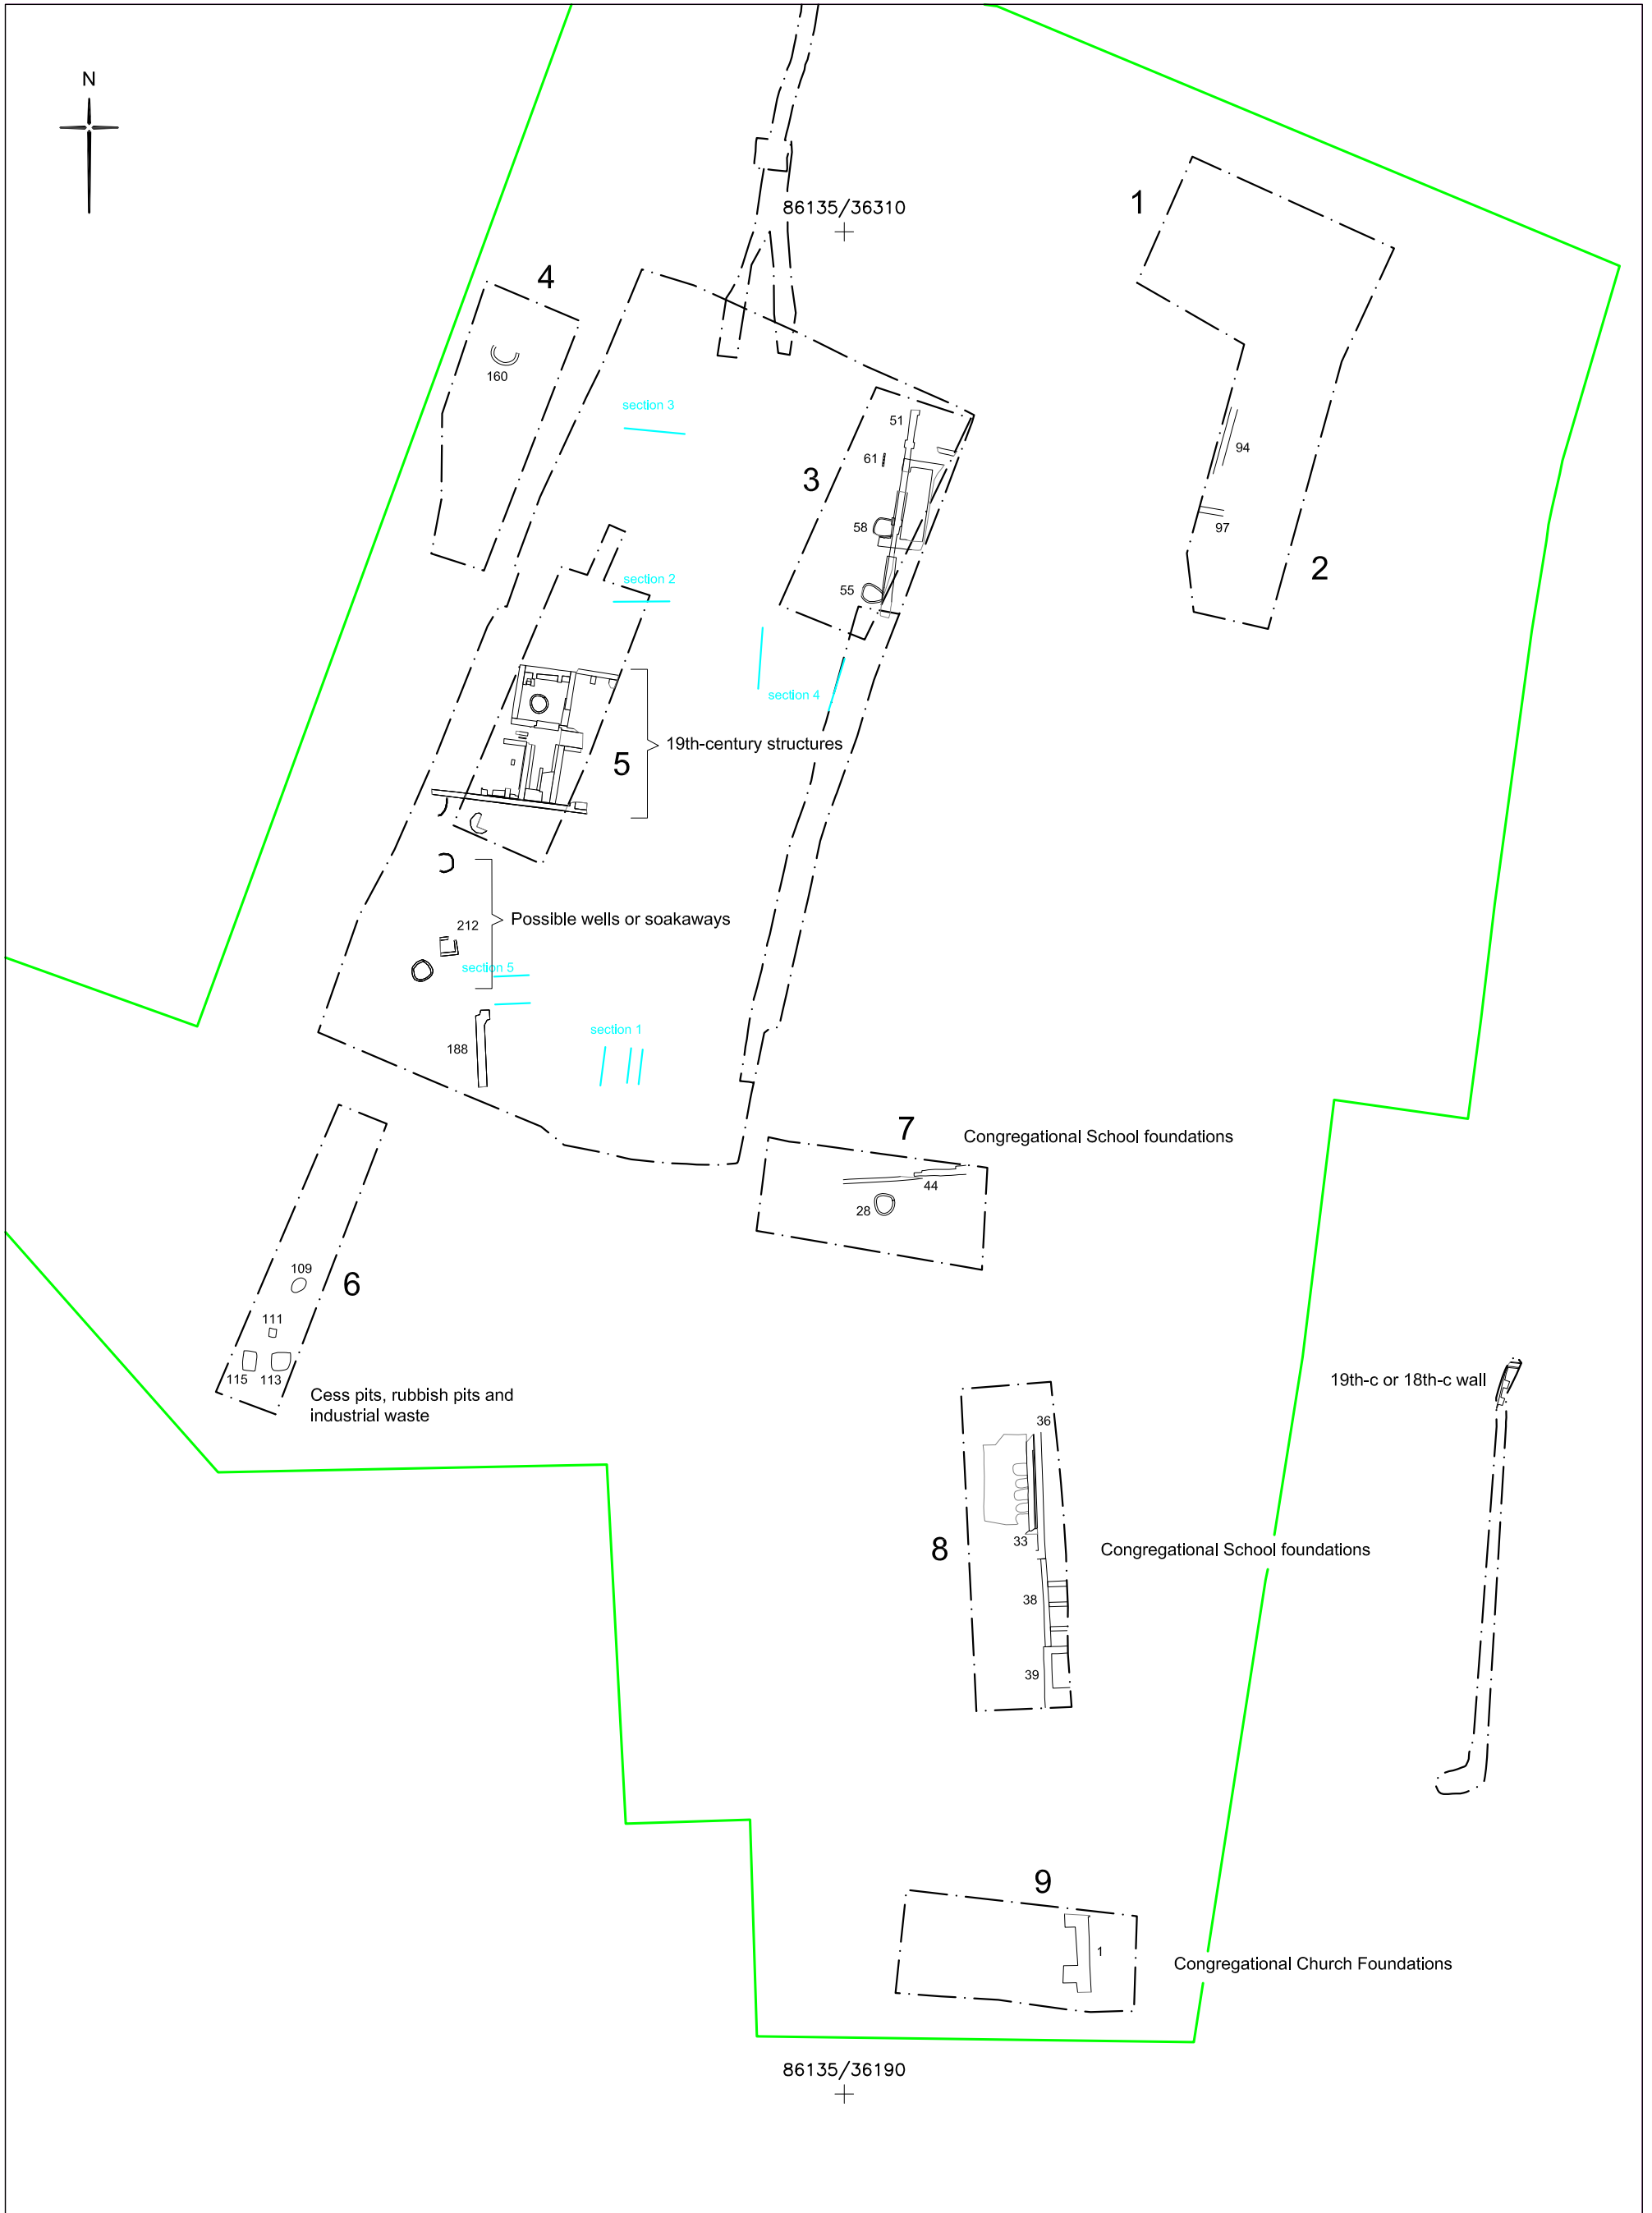 N
86135/36310
1
4
160
section 3
51
61
3
94
58
97
2
section 2
55
section 4
19th-century structures
5
212
Possible wells or soakaways
section 5
section 1
188
7
Congregational School foundations
44
28
109
6
111
115
113
Cess pits, rubbish pits and
industrial waste
19th-c or 18th-c wall
36
33
8
Congregational School foundations
38
39
9
1
Congregational Church Foundations
86135/36190